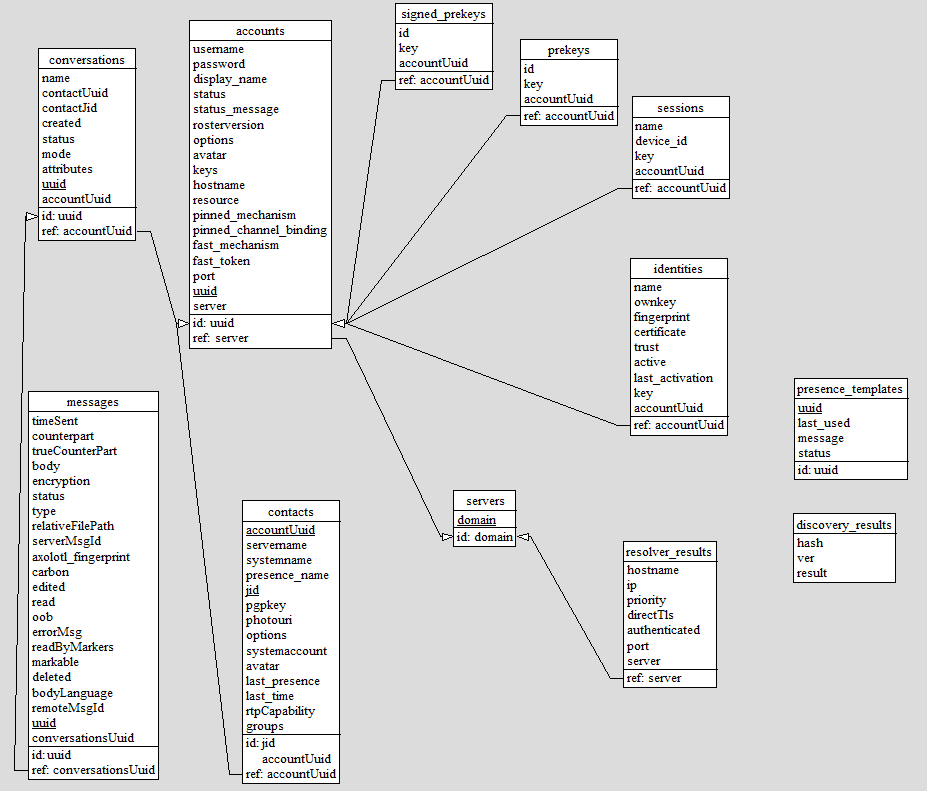 conversations
name
contactUuid
contactJid
created
status
mode
attributes
uuid
accountUuid
id: uuid
ref: accountUuid
accounts
username
password
display_name
status
status_message
rosterversion
options
avatar
keys
hostname
resource
pinned_mechanism
pinned_channel_binding
fast_mechanism
fast_token
port
uuid
server
id: uuid
ref: server
signed_prekeys
id
key
accountUuid
ref: accountUuid
prekeys
id
key
accountUuid
ref: accountUuid
sessions
name
device_id
key
accountUuid
ref: accountUuid
identities
name
ownkey
fingerprint
certificate
trust
active
last_activation
key
accountUuid
ref: accountUuid
presence_templates
uuid
last_used
message
status
id: uuid
messages
timeSent
counterpart
trueCounterPart
body
encryption
status
type
relativeFilePath
serverMsgId
axolotl_fingerprint
carbon
edited
read
oob
errorMsg
readByMarkers
markable
deleted
bodyLanguage
remoteMsgId
uuid
conversationsUuid
id: uuid
ref: conversationsUuid
contacts
accountUuid
servername
systemname
presence_name
jid
pgpkey
photouri
options
systemaccount
avatar
last_presence
last_time
rtpCapability
groups
id: jid
accountUuid
ref: accountUuid
servers
domain
id: domain
resolver_results
hostname
ip
priority
directTls
authenticated
port
server
ref: server
discovery_results
hash
ver
result